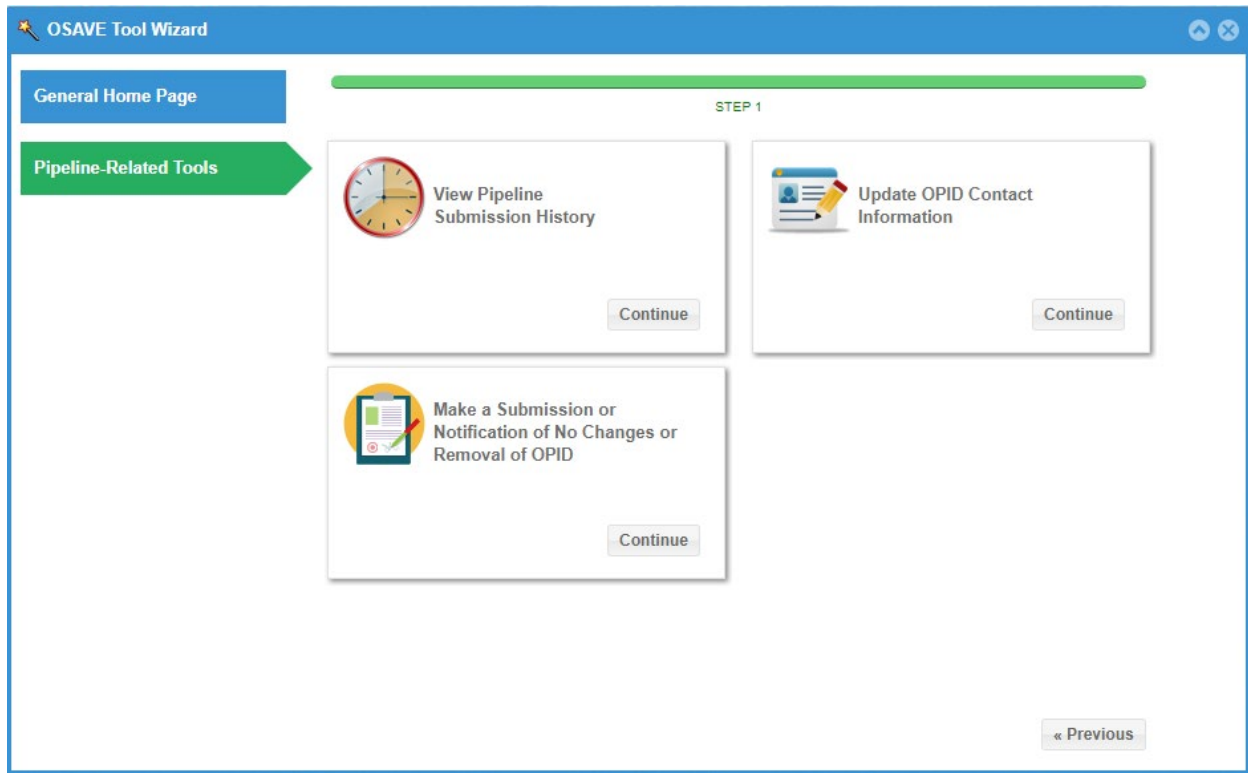 OSAVE Tool Wizard
General Home Page
Pipeline-Related Tools
STEP 1
View Pipeline
Submission History
Continue
Update OPID Contact
Information
Continue
Make a Submission or
Notification of No Changes or
Removal of OPID
Continue
« Previous